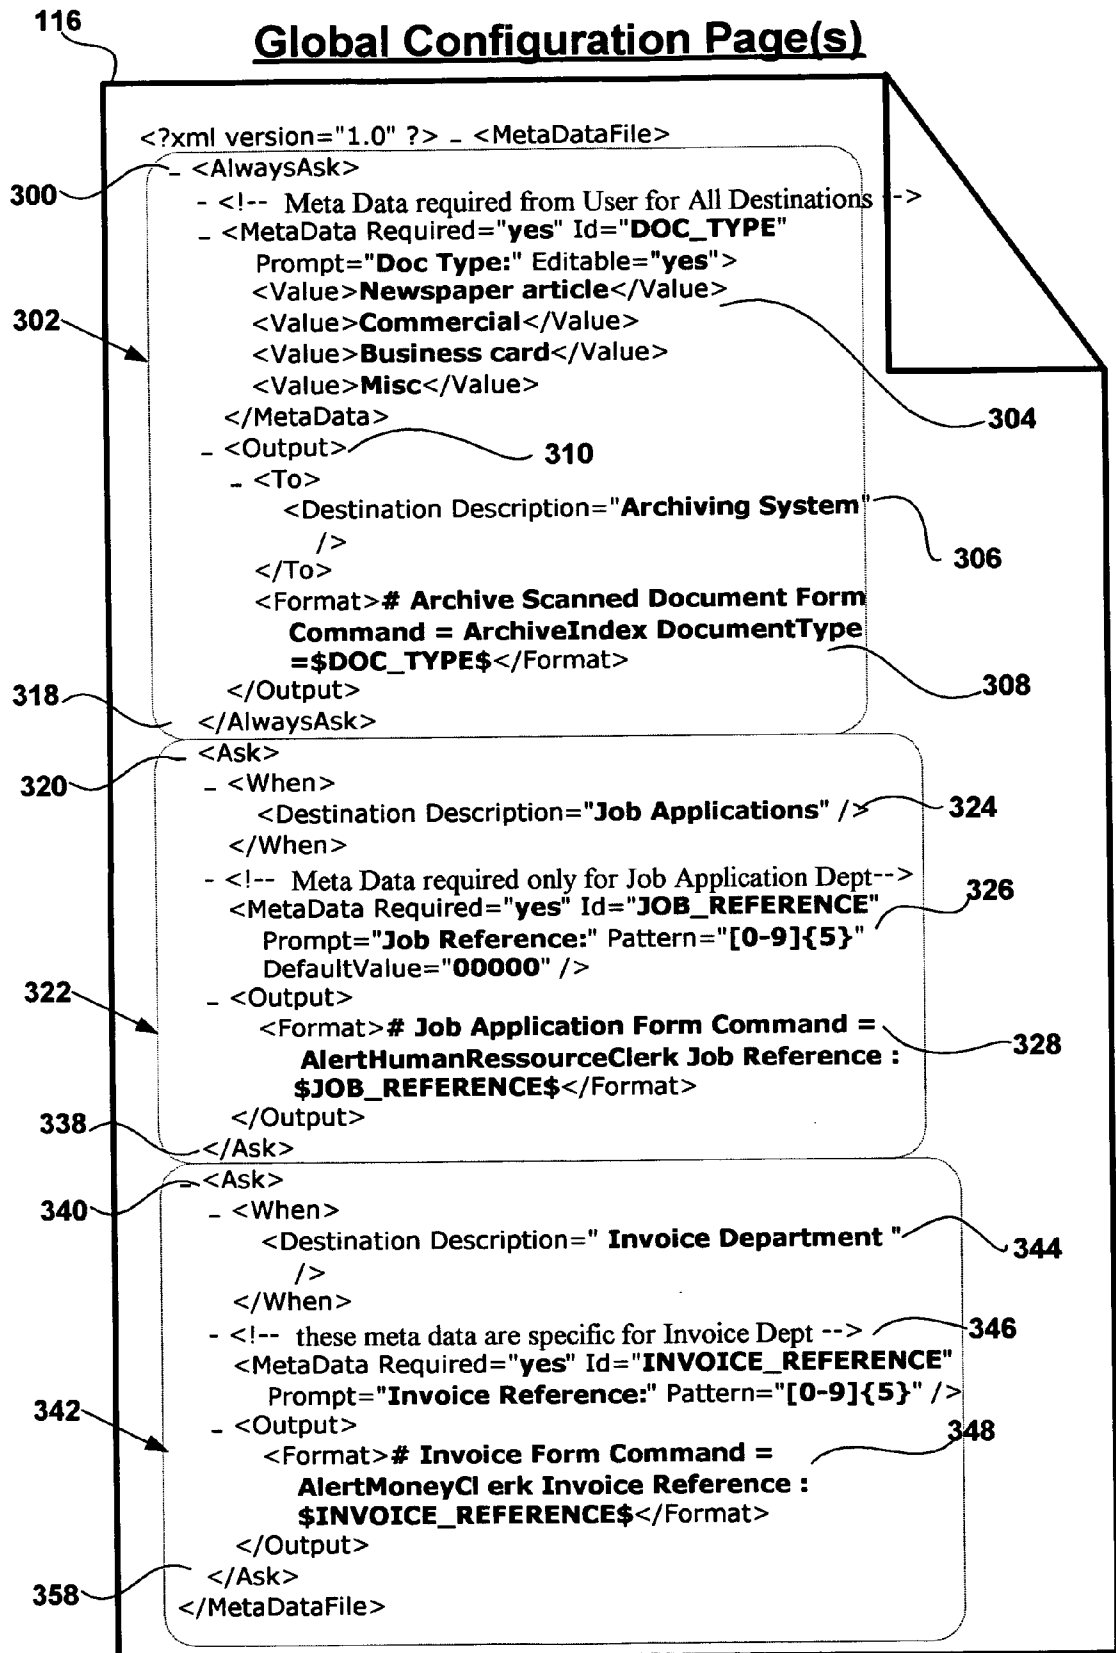 116
Global Configuration Page(s)
<?xml version="1.0" ?> - <MetaDataFile>
300
- <AlwaysAsk>
- <!-- Meta Data required from User for All Destinations -->
- <MetaData Required="yes" Id="DOC_TYPE"
Prompt="Doc Type:" Editable="yes">
<Value>Newspaper article</Value>
302
<Value>Commercial</Value>
<Value>Business card</Value>
<Value>Misc</Value>
</MetaData>
304
- <Output>
310
- <To>
<Destination Description="Archiving System"
/>
306
</To>
<Format># Archive Scanned Document Form
Command = ArchiveIndex DocumentType
=$DOC_TYPE$</Format>
308
</Output>
318
</AlwaysAsk>
- <Ask>
320
- <When>
<Destination Description="Job Applications" />
324
</When>
- <!-- Meta Data required only for Job Application Dept-->
326
<MetaData Required="yes" Id="JOB_REFERENCE"
Prompt="Job Reference:" Pattern="[0-9]{5}"
DefaultValue="00000" />
322
- <Output>
<Format># Job Application Form Command =
328
AlertHumanRessourceClerk Job Reference :
$JOB_REFERENCE$</Format>
</Output>
338
</Ask>
- <Ask>
340
- <When>
<Destination Description=" Invoice Department "
344
/>
</When>
- <!-- these meta data are specific for Invoice Dept -->
346
<MetaData Required="yes" Id="INVOICE_REFERENCE"
Prompt="Invoice Reference:" Pattern="[0-9]{5}" />
342
- <Output>
<Format># Invoice Form Command =
348
AlertMoneyCl erk Invoice Reference :
$INVOICE_REFERENCE$</Format>
</Output>
</Ask>
358
</MetaDataFile>